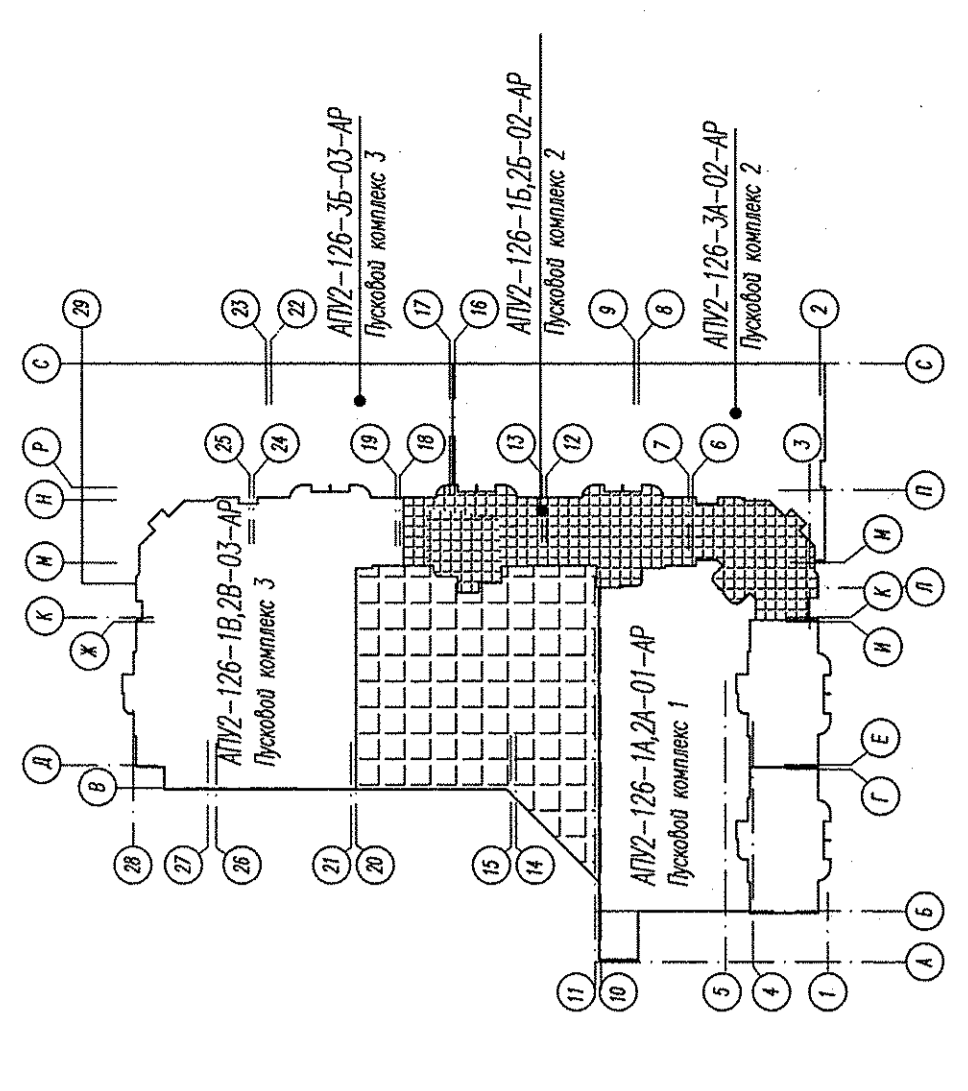 АПУ2-126-3Б-03-АР
Пусковой комплекс 3
АПУ2-126-1Б,2Б-02-АР
Пусковой комплекс 2
АПУ2-126-3А-02-АР
Пусковой комплекс 2
АПУ2-126-1В,2В-03-АР
Пусковой комплекс 3
АПУ2-126-1А,2А-01-АР
Пусковой комплекс 1
29
23
22
17
16
9
8
2
С
С
25
24
19
18
13
12
7
6
3
Р
Н
М
К
Ж
Д
В
П
М
Л
К
И
Е
Г
Б
А
28
27
26
21
20
15
14
11
10
5
4
1